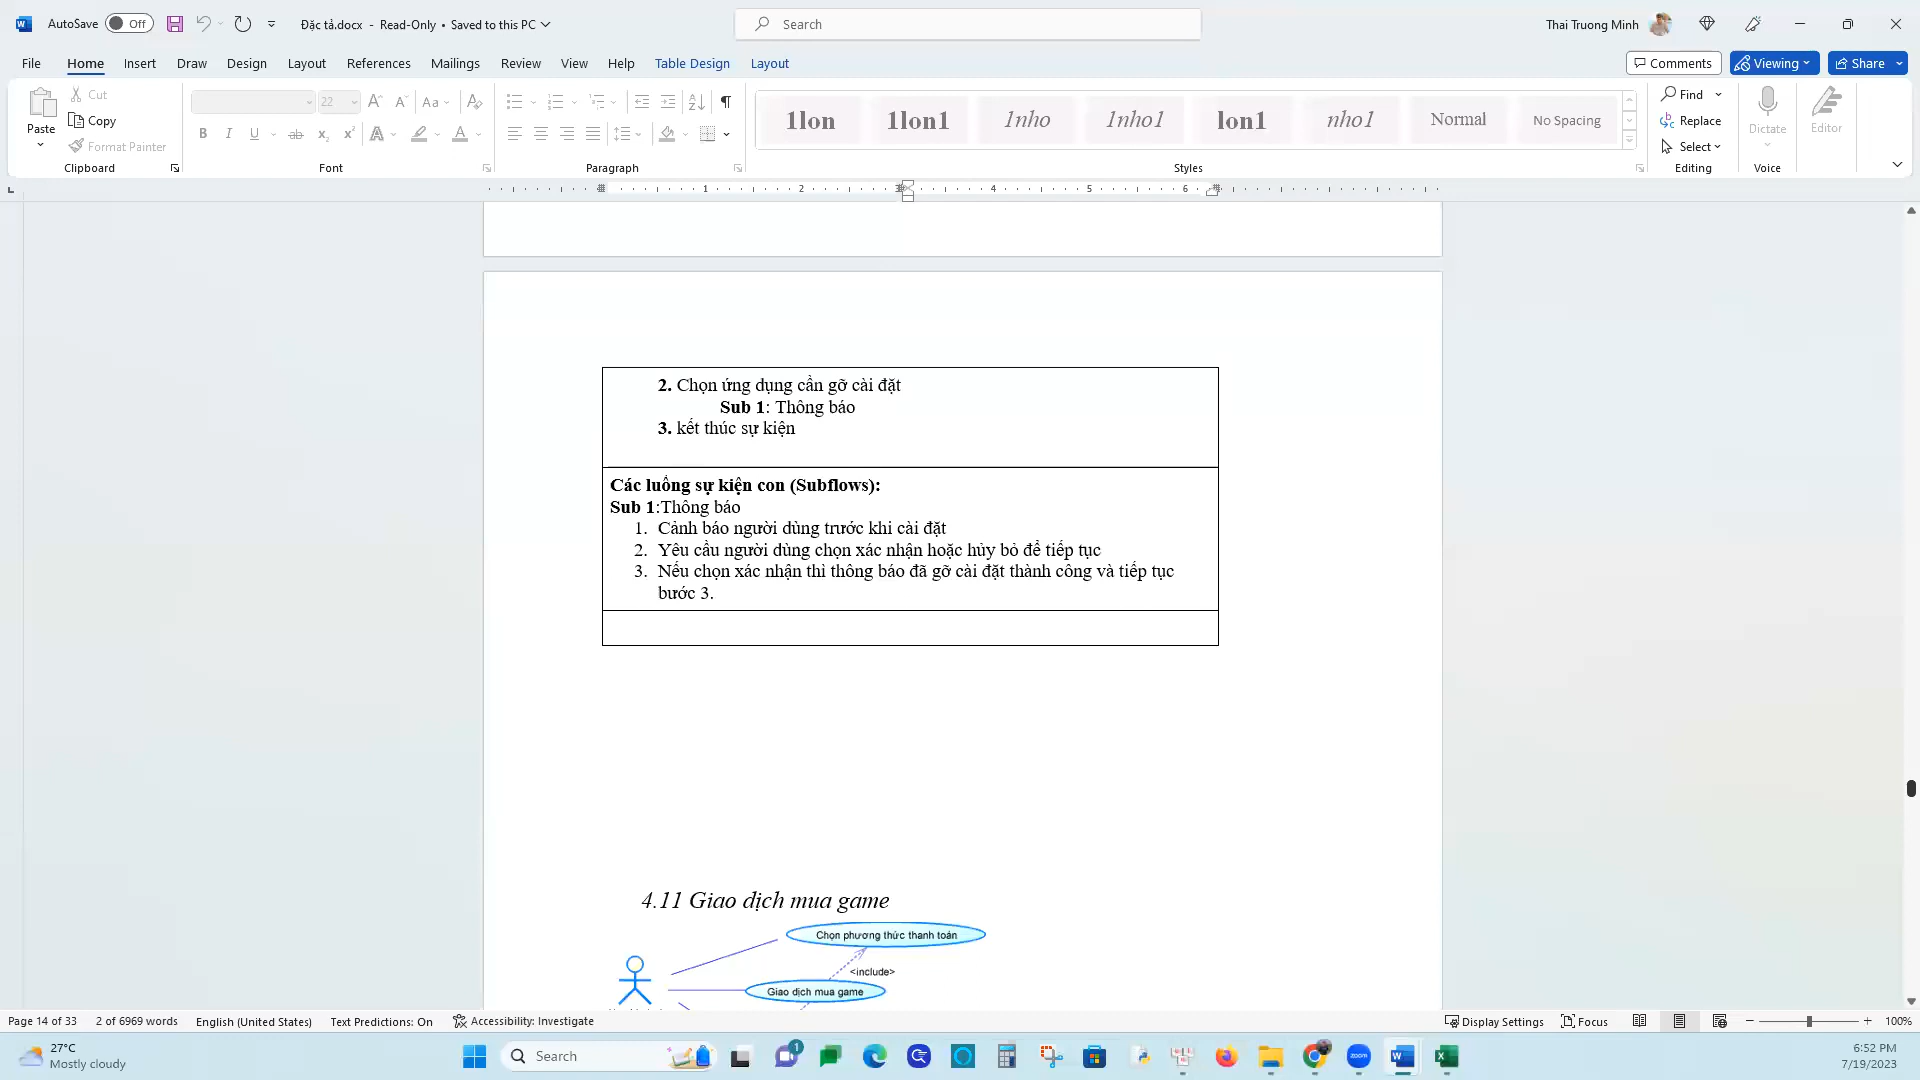 AutoSave Off Đặc tả.docx - Read-Only • Saved to this PC Search Thai Truong Minh
File Home Insert Draw Design Layout References Mailings Review View Help Table Design Layout Comments Viewing Share
Paste
Cut
Copy
Format Painter
Clipboard
22
Font
Paragraph
1lon 1lon1 1nho 1nho1 lon1 nho1 Normal No Spacing
Styles
Find
Replace
Select
Editing
Dictate
Voice
Editor
1 2 3 4 5 6
2. Chọn ứng dụng cần gỡ cài đặt
Sub 1: Thông báo
3. kết thúc sự kiện
Các luồng sự kiện con (Subflows):
Sub 1:Thông báo
1. Cảnh báo người dùng trước khi cài đặt
2. Yêu cầu người dùng chọn xác nhận hoặc hủy bỏ để tiếp tục
3. Nếu chọn xác nhận thì thông báo đã gỡ cài đặt thành công và tiếp tục
bước 3.
4.11 Giao dịch mua game
Chọn phương thức thanh toán
<include>
Giao dịch mua game
Page 14 of 33 2 of 6969 words English (United States) Text Predictions: On Accessibility: Investigate Display Settings Focus 100%
27°C
Mostly cloudy
Search
1
zoom
6:52 PM
7/19/2023